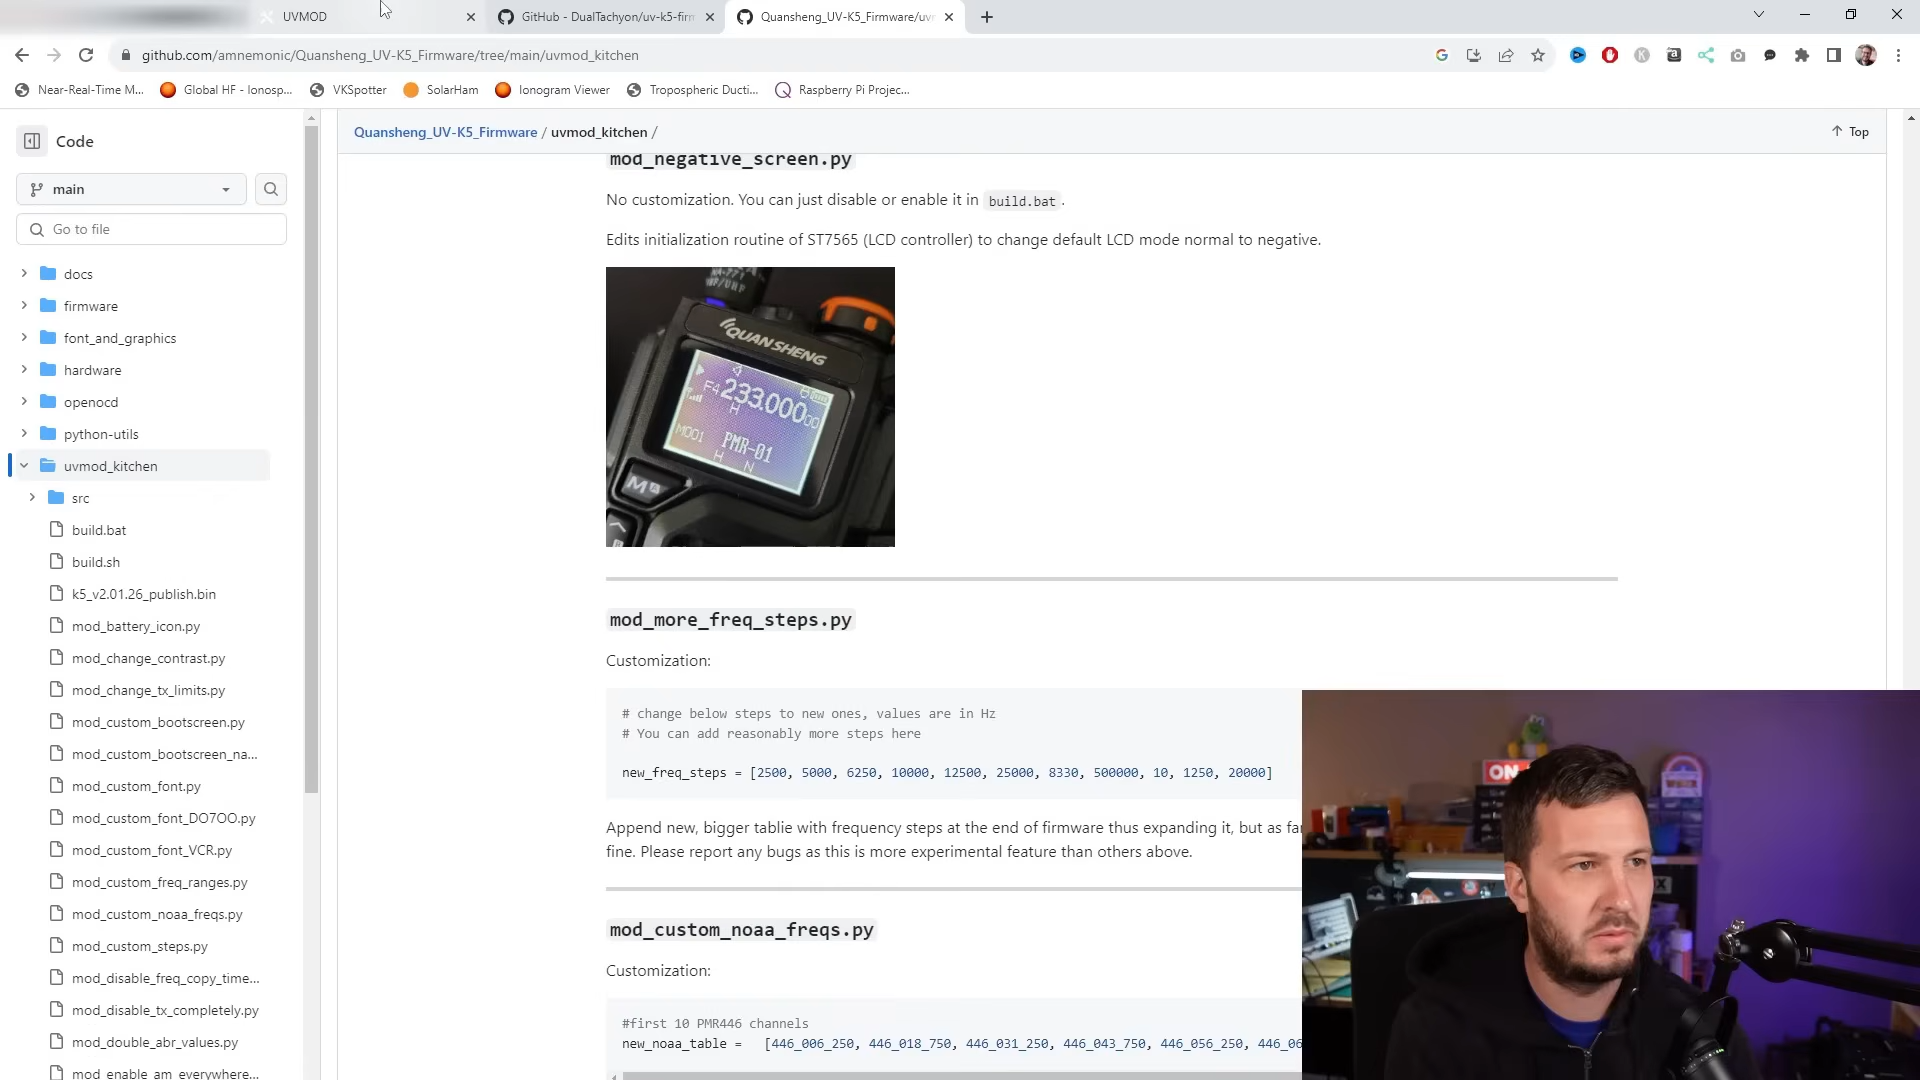 UVMOD
GitHub - DualTachyon/uv-k5-firm
Quansheng_UV-K5_Firmware/uvm
github.com/amnemonic/Quansheng_UV-K5_Firmware/tree/main/uvmod_kitchen
Near-Real-Time M...
Global HF - Ionosp...
VKSpotter
SolarHam
Ionogram Viewer
Tropospheric Ducti...
Raspberry Pi Projec...
Code
Quansheng_UV-K5_Firmware / uvmod_kitchen /
Top
main
Go to file
docs
firmware
font_and_graphics
hardware
openocd
python-utils
uvmod_kitchen
src
build.bat
build.sh
k5_v2.01.26_publish.bin
mod_battery_icon.py
mod_change_contrast.py
mod_change_tx_limits.py
mod_custom_bootscreen.py
mod_custom_bootscreen_na...
mod_custom_font.py
mod_custom_font_DO7OO.py
mod_custom_font_VCR.py
mod_custom_freq_ranges.py
mod_custom_noaa_freqs.py
mod_custom_steps.py
mod_disable_freq_copy_time...
mod_disable_tx_completely.py
mod_double_abr_values.py
mod_enable_am_everywhere...
mod_negative_screen.py
No customization. You can just disable or enable it in build.bat.
Edits initialization routine of ST7565 (LCD controller) to change default LCD mode normal to negative.
QUANSHENG
F4 233.000 00
H
M001 PMR-01
H N
M
mod_more_freq_steps.py
Customization:
# change below steps to new ones, values are in Hz
# You can add reasonably more steps here
new_freq_steps = [2500, 5000, 6250, 10000, 12500, 25000, 8330, 500000, 10, 1250, 20000]
Append new, bigger tablie with frequency steps at the end of firmware thus expanding it, but as fa
fine. Please report any bugs as this is more experimental feature than others above.
mod_custom_noaa_freqs.py
Customization:
#first 10 PMR446 channels
new_noaa_table = [446_006_250, 446_018_750, 446_031_250, 446_043_750, 446_056_250, 446_06
ON